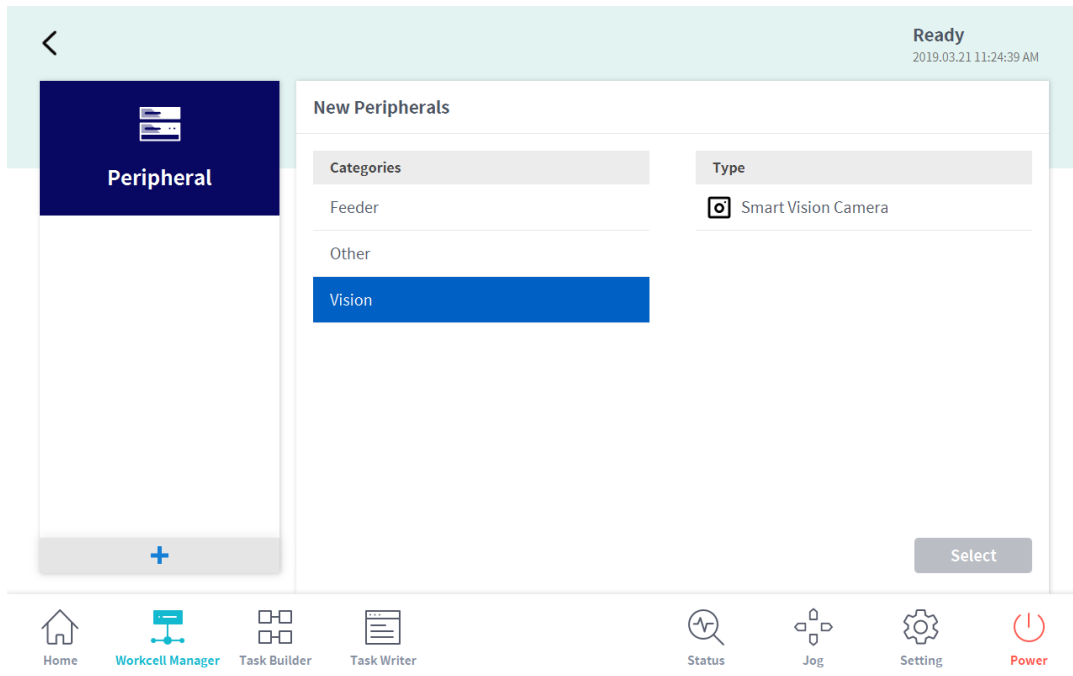 Ready
2019.03.21 11:24:39 AM
Peripheral
New Peripherals
Categories
Feeder
Other
Vision
Type
Smart Vision Camera
Select
Home
Workcell Manager
Task Builder
Task Writer
Status
Jog
Setting
Power